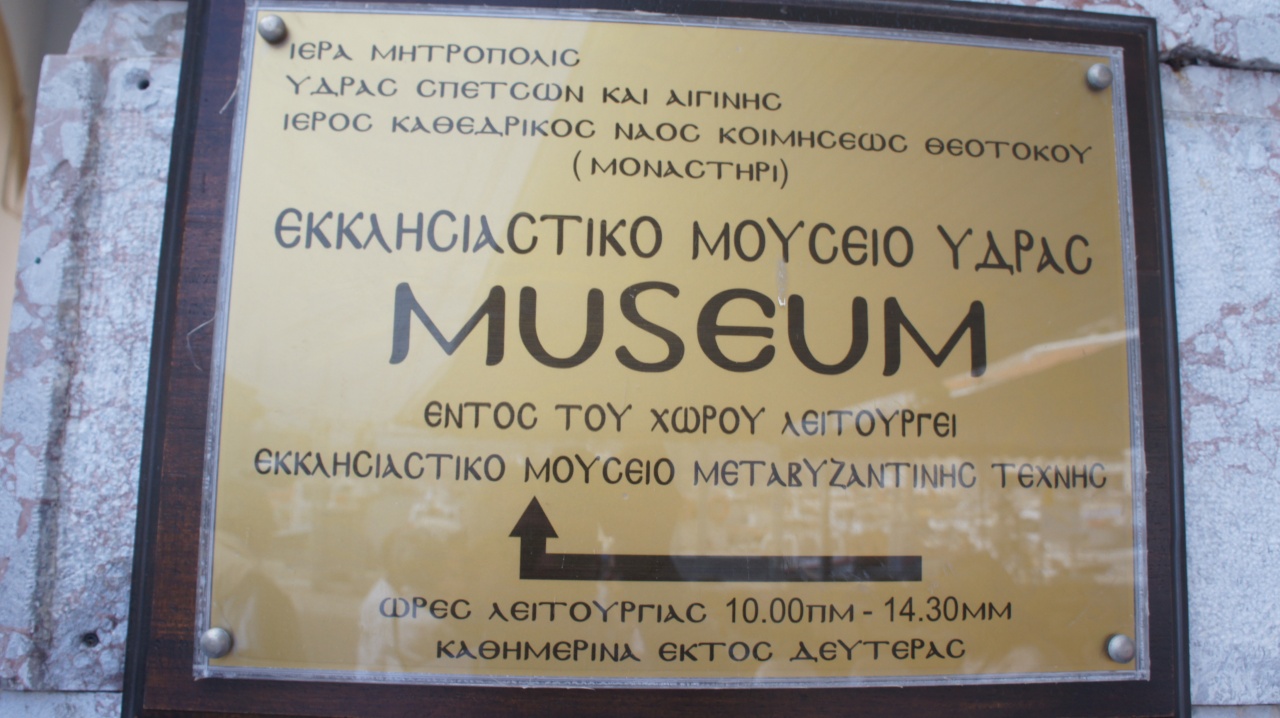 ΙΕΡΑ ΜΗΤΡΟΠΟΛΙΣ
ΥΔΡΑΣ ΣΠΕΤΣΩΝ ΚΑΙ ΑΙΓΙΝΗΣ
ΙΕΡΟΣ ΚΑΘΕΔΡΙΚΟΣ ΝΑΟΣ ΚΟΙΜΗΣΕΩΣ ΘΕΟΤΟΚΟΥ
(ΜΟΝΑΣΤΗΡΙ)
ΕΚΚΛΗΣΙΑΣΤΙΚΟ ΜΟΥΣΕΙΟ ΥΔΡΑΣ
MUSEUM
ΕΝΤΟΣ ΤΟΥ ΧΩΡΟΥ ΛΕΙΤΟΥΡΓΕΙ
ΕΚΚΛΗΣΙΑΣΤΙΚΟ ΜΟΥΣΕΙΟ ΜΕΤΑΒΥΖΑΝΤΙΝΗΣ ΤΕΧΝΗΣ
ΩΡΕΣ ΛΕΙΤΟΥΡΓΙΑΣ 10.00ΠΜ - 14.30ΜΜ
ΚΑΘΗΜΕΡΙΝΑ ΕΚΤΟΣ ΔΕΥΤΕΡΑΣ